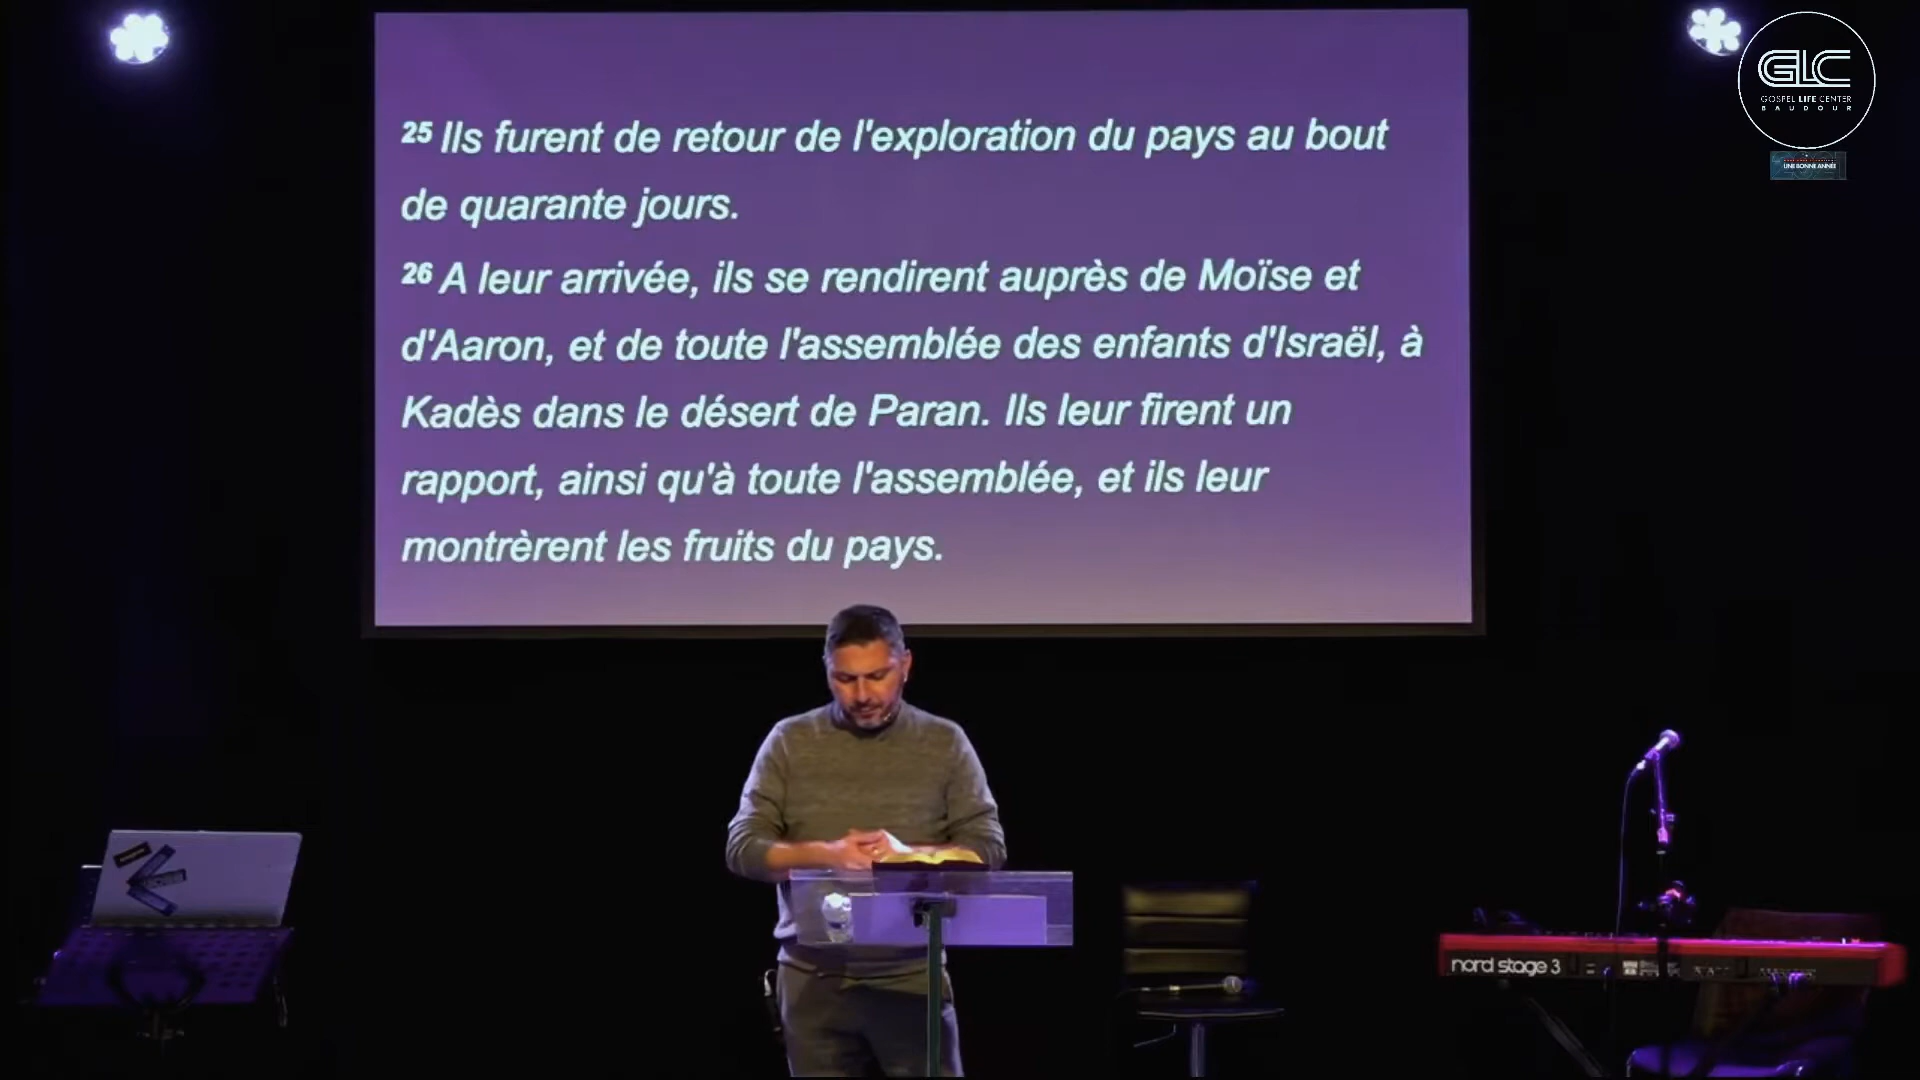 25 Ils furent de retour de l'exploration du pays au bout
de quarante jours.
26 A leur arrivée, ils se rendirent auprès de Moïse et
d'Aaron, et de toute l'assemblée des enfants d'Israël, à
Kadès dans le désert de Paran. Ils leur firent un
rapport, ainsi qu'à toute l'assemblée, et ils leur
montrèrent les fruits du pays.
GLC
GOSPEL LIFE CENTER
BAUDOUR
UNE BONNE ANNÉE
nord stage 3